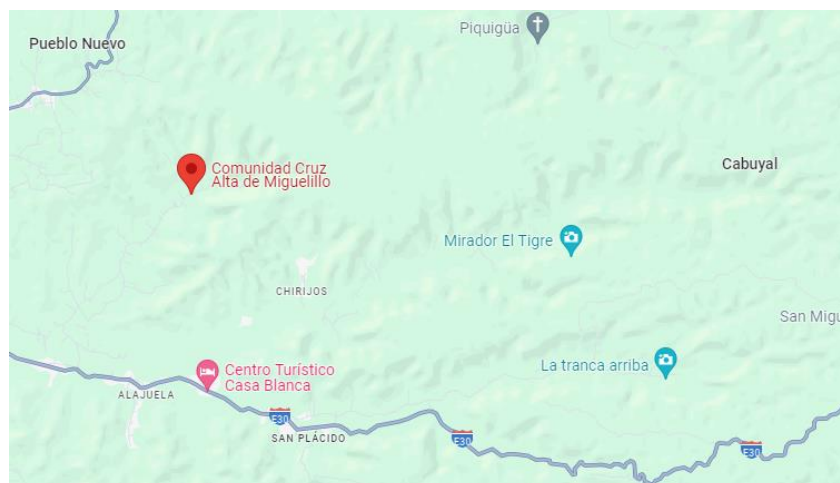 Piquigüa
Pueblo Nuevo
Comunidad Cruz
Alta de Miguelillo
Cabuyal
Mirador El Tigre
CHIRIJOS
San Migu
Centro Turístico
Casa Blanca
La tranca arriba
ALAJUELA
E30
SAN PLÁCIDO
E30
E30